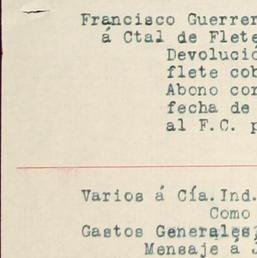 Francisco Guerrer
á Ctal de Flete
Devolució
flete cob
Abono cor
fecha de
al F.C. p
Varios á Cía.Ind.
Como
Gastos Generales,
Mensaje á J